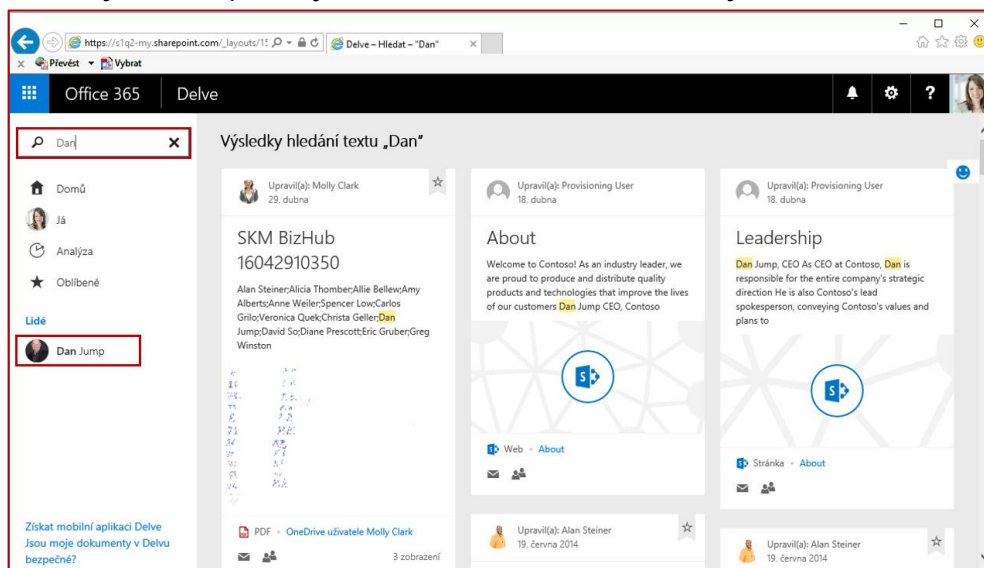 https://s1q2-my.sharepoint.com/_layouts/15
Delve – Hledat – "Dan"
Převést
Vybrat
Office 365
Delve
Dan
Domů
Já
Analýza
Oblíbené
Lidé
Dan Jump
Získat mobilní aplikaci Delve
Jsou moje dokumenty v Delvu
bezpečné?
Výsledky hledání textu „Dan“
Upravil(a): Molly Clark
29. dubna
SKM BizHub
16042910350
Alan Steiner;Alicia Thomber;Allie Bellew;Amy
Alberts;Anne Weiler;Spencer Low;Carlos
Grilo;Veronica Quek;Christa Geller;Dan
Jump;David So;Diane Prescott;Eric Gruber;Greg
Winston
PDF - OneDrive uživatele Molly Clark
3 zobrazení
Upravil(a): Provisioning User
18. dubna
About
Welcome to Contoso! As an industry leader, we
are proud to produce and distribute quality
products and technologies that improve the lives
of our customers Dan Jump CEO, Contoso
Web - About
Upravil(a): Alan Steiner
19. června 2014
Upravil(a): Provisioning User
18. dubna
Leadership
Dan Jump, CEO As CEO at Contoso, Dan is
responsible for the entire company's strategic
direction He is also Contoso's lead
spokesperson, conveying Contoso's values and
plans to
Stránka - About
Upravil(a): Alan Steiner
19. června 2014